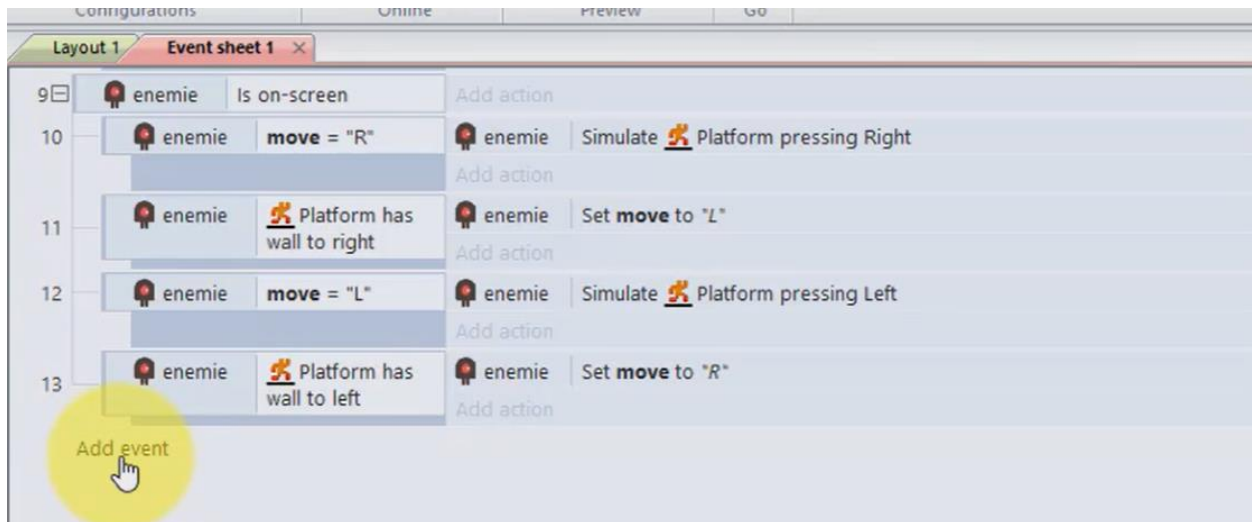 Configurations Online Preview Go
Layout 1 Event sheet 1 ×
9 enemie Is on-screen Add action
10 enemie move = "R" enemie Simulate Platform pressing Right
Add action
11 enemie Platform has wall to right enemie Set move to "L"
Add action
12 enemie move = "L" enemie Simulate Platform pressing Left
Add action
13 enemie Platform has wall to left enemie Set move to "R"
Add action
Add event